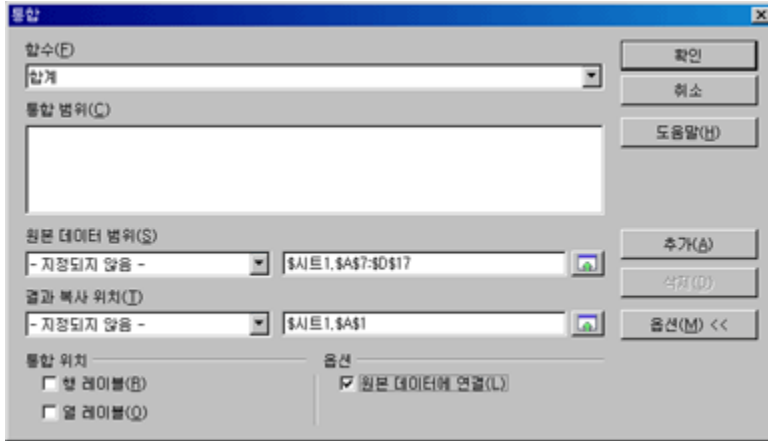 통합
함수(F)
합계
확인
취소
통합 범위(C)
도움말(H)
원본 데이터 범위(S)
- 지정되지 않음 -
$시트1.$A$7:$D$17
추가(A)
삭제(D)
결과 복사 위치(T)
- 지정되지 않음 -
$시트1.$A$1
옵션(M) <<
통합 위치
옵션
행 레이블(R)
원본 데이터에 연결(L)
열 레이블(O)